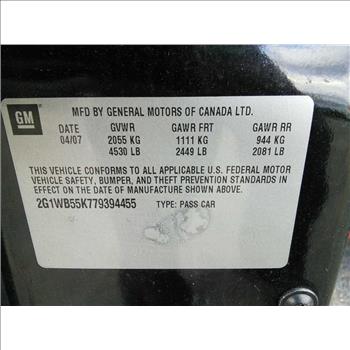 GM
MFD BY GENERAL MOTORS OF CANADA LTD.
DATE GVWR GAWR FRT GAWR RR
04/07 2055 KG 1111 KG 944 KG
4530 LB 2449 LB 2081 LB
THIS VEHICLE CONFORMS TO ALL APPLICABLE U.S. FEDERAL MOTOR
VEHICLE SAFETY, BUMPER, AND THEFT PREVENTION STANDARDS IN
EFFECT ON THE DATE OF MANUFACTURE SHOWN ABOVE.
2G1WB55K779394455 TYPE: PASS CAR